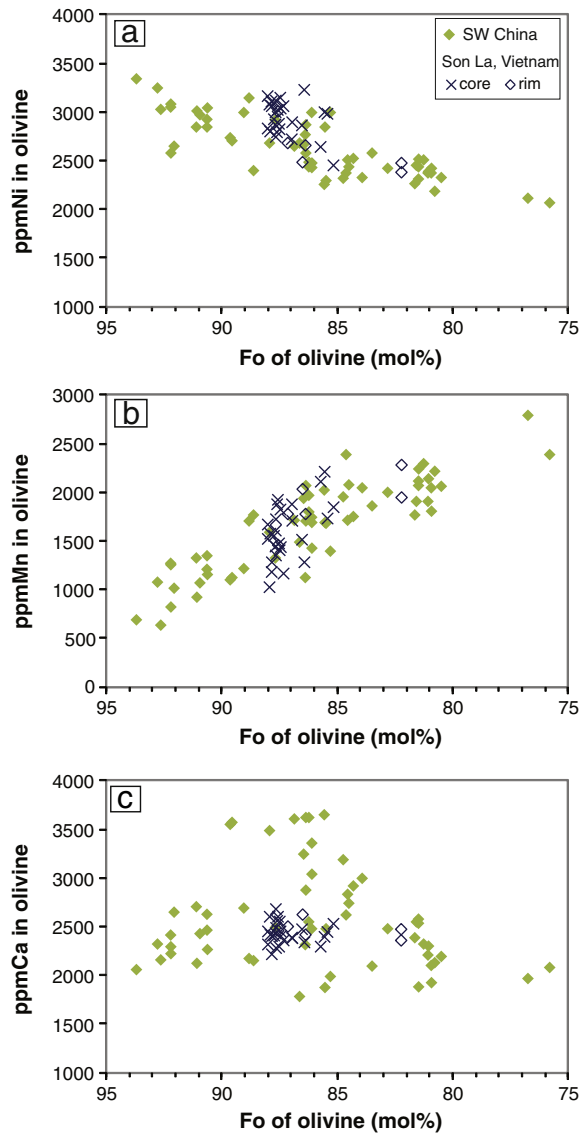 a
SW China
Son La, Vietnam
core rim
4000
3500
3000
2500
2000
1500
1000
ppmNi in olivine
95 90 85 80 75
Fo of olivine (mol%)
b
3000
2500
2000
1500
1000
500
0
ppmMn in olivine
95 90 85 80 75
Fo of olivine (mol%)
c
4000
3500
3000
2500
2000
1500
1000
ppmCa in olivine
95 90 85 80 75
Fo of olivine (mol%)